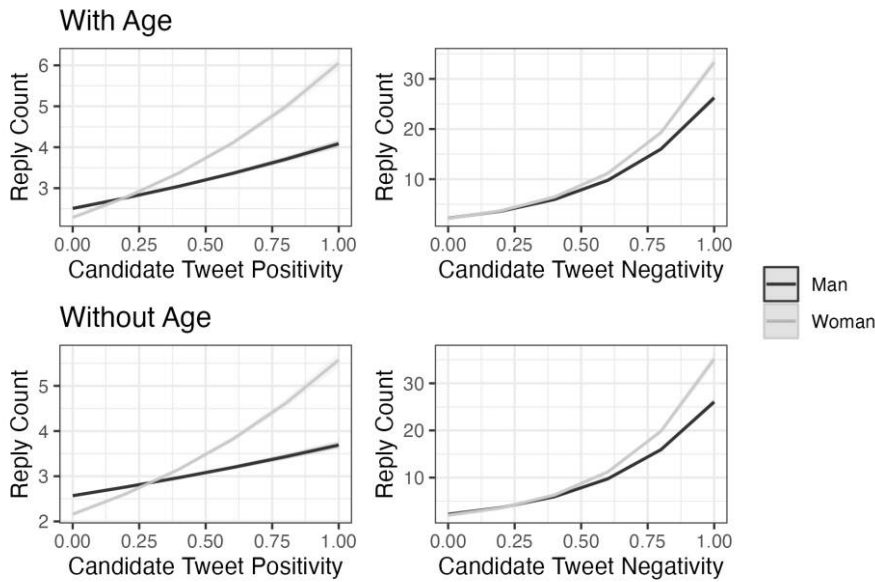 With Age
6
5
4
3
Reply Count
0.00 0.25 0.50 0.75 1.00
Candidate Tweet Positivity
30
20
10
Reply Count
0.00 0.25 0.50 0.75 1.00
Candidate Tweet Negativity
Man
Woman
Without Age
5
4
3
2
Reply Count
0.00 0.25 0.50 0.75 1.00
Candidate Tweet Positivity
30
20
10
Reply Count
0.00 0.25 0.50 0.75 1.00
Candidate Tweet Negativity